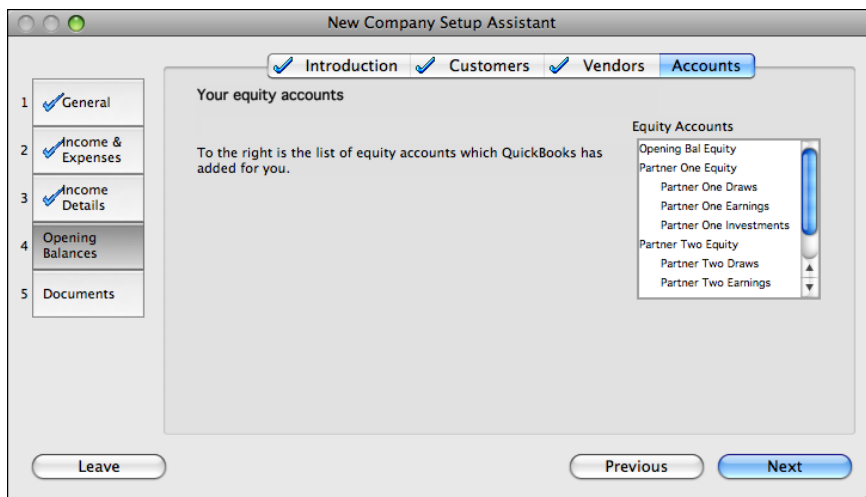 New Company Setup Assistant
Introduction
Customers
Vendors
Accounts
1
General
2
Income &
Expenses
3
Income
Details
4
Opening
Balances
5
Documents
Your equity accounts
To the right is the list of equity accounts which QuickBooks has
added for you.
Equity Accounts
Opening Bal Equity
Partner One Equity
Partner One Draws
Partner One Earnings
Partner One Investments
Partner Two Equity
Partner Two Draws
Partner Two Earnings
Leave
Previous
Next